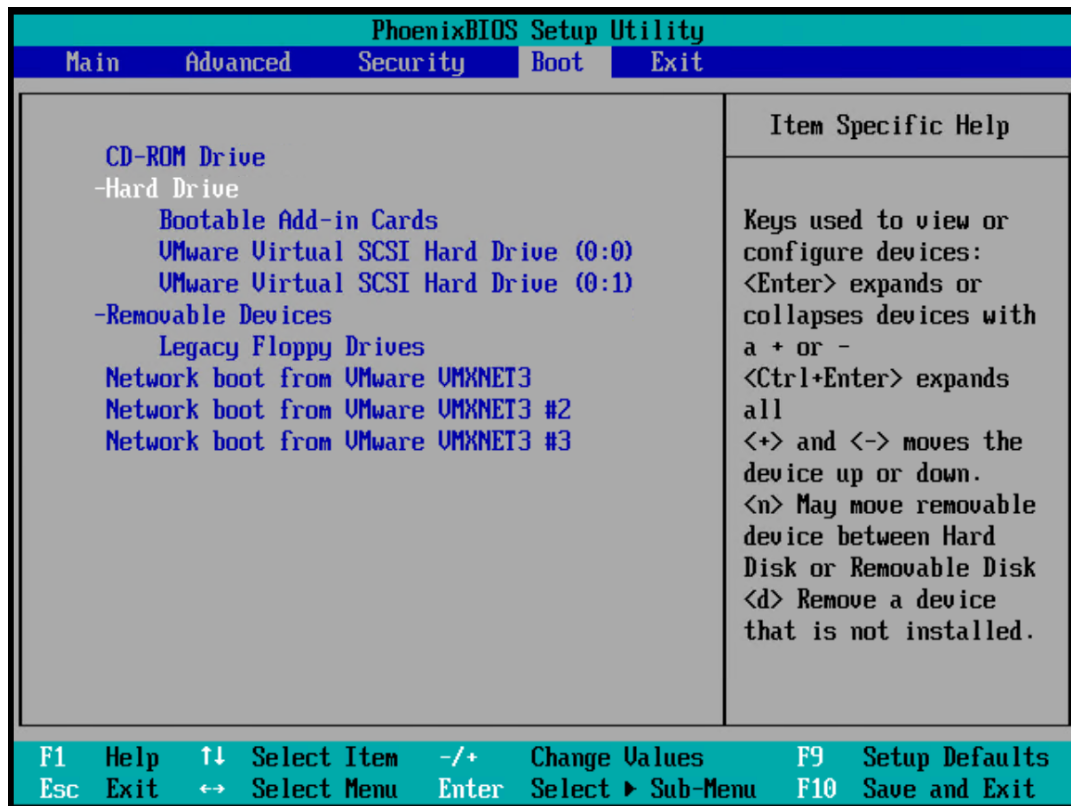 PhoenixBIOS Setup Utility
Main Advanced Security Boot Exit
CD-ROM Drive
-Hard Drive
Bootable Add-in Cards
VMware Virtual SCSI Hard Drive (0:0)
VMware Virtual SCSI Hard Drive (0:1)
-Removable Devices
Legacy Floppy Drives
Network boot from VMware VMXNET3
Network boot from VMware VMXNET3 #2
Network boot from VMware VMXNET3 #3
Item Specific Help
Keys used to view or
configure devices:
<Enter> expands or
collapses devices with
a + or -
<Ctrl+Enter> expands
all
<+> and <-> moves the
device up or down.
<n> May move removable
device between Hard
Disk or Removable Disk
<d> Remove a device
that is not installed.
F1 Help ↑↓ Select Item -/+ Change Values F9 Setup Defaults
Esc Exit ↔ Select Menu Enter Select ▶ Sub-Menu F10 Save and Exit